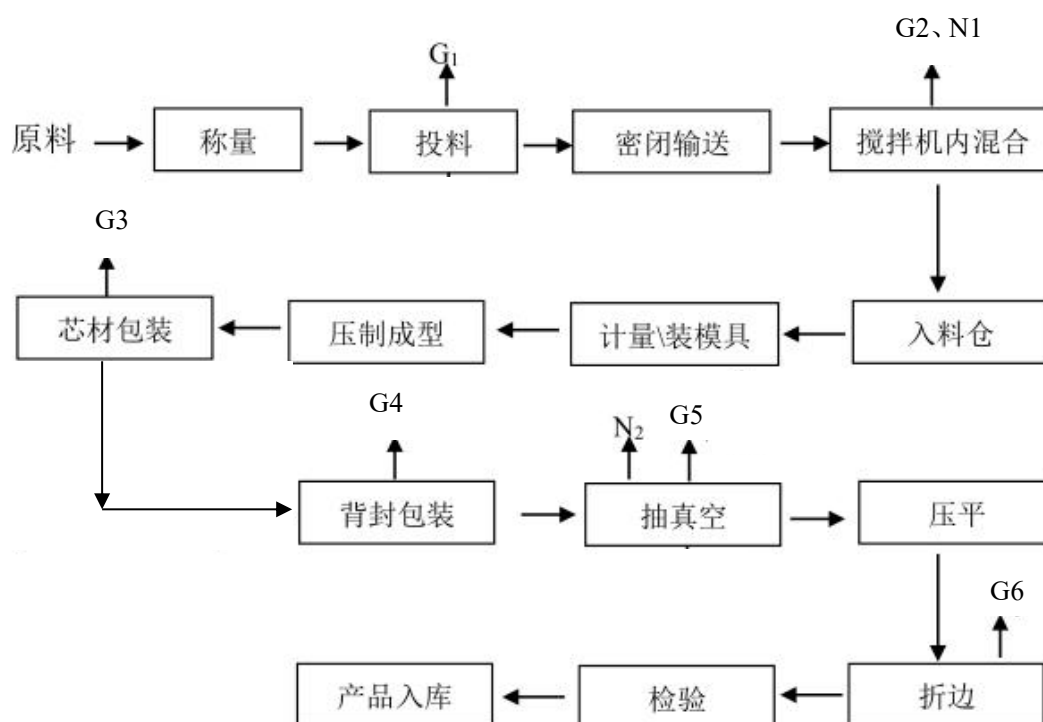 G2、N1
G₁
原料
称量
投料
密闭输送
搅拌机内混合
G3
芯材包装
压制成型
计量\装模具
入料仓
G4
N₂
G5
背封包装
抽真空
压平
G6
产品入库
检验
折边